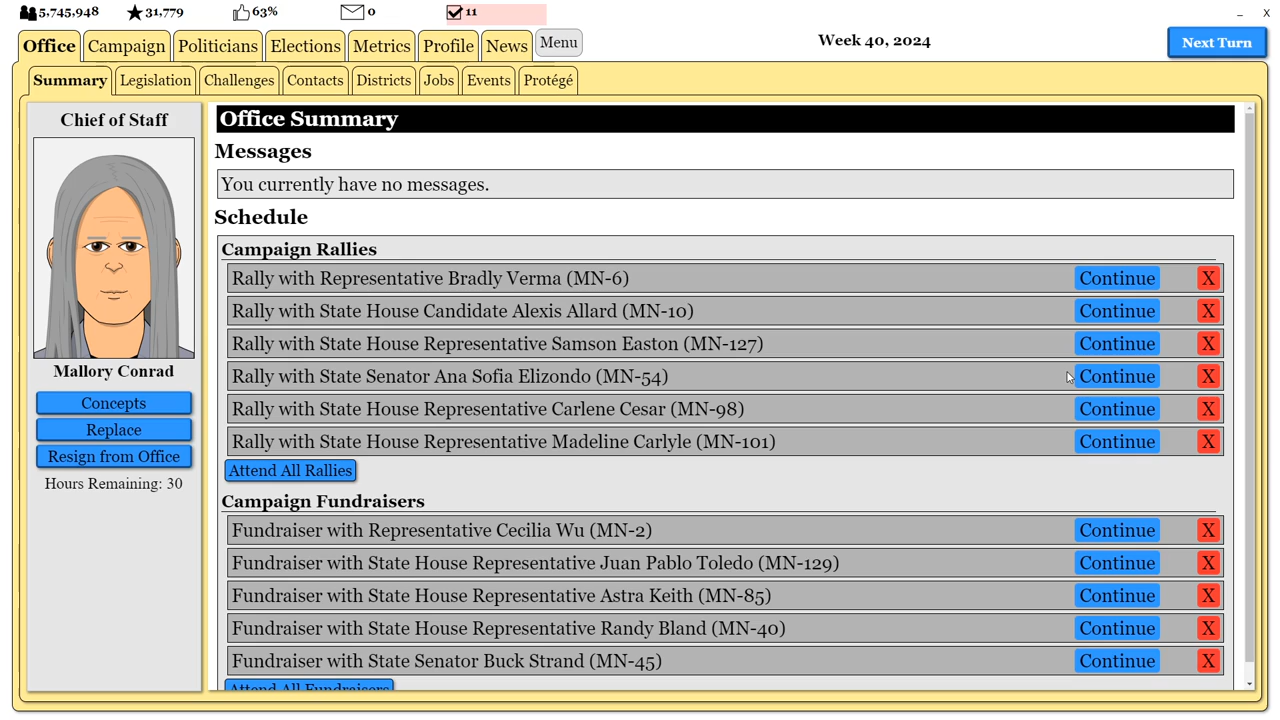 5,745,948 31,779 63% 0 11
_ X
Office Campaign Politicians Elections Metrics Profile News Menu
Week 40, 2024
Next Turn
Summary Legislation Challenges Contacts Districts Jobs Events Protégé
Chief of Staff
Mallory Conrad
Concepts
Replace
Resign from Office
Hours Remaining: 30
Office Summary
Messages
You currently have no messages.
Schedule
Campaign Rallies
Rally with Representative Bradly Verma (MN-6) Continue X
Rally with State House Candidate Alexis Allard (MN-10) Continue X
Rally with State House Representative Samson Easton (MN-127) Continue X
Rally with State Senator Ana Sofia Elizondo (MN-54) Continue X
Rally with State House Representative Carlene Cesar (MN-98) Continue X
Rally with State House Representative Madeline Carlyle (MN-101) Continue X
Attend All Rallies
Campaign Fundraisers
Fundraiser with Representative Cecilia Wu (MN-2) Continue X
Fundraiser with State House Representative Juan Pablo Toledo (MN-129) Continue X
Fundraiser with State House Representative Astra Keith (MN-85) Continue X
Fundraiser with State House Representative Randy Bland (MN-40) Continue X
Fundraiser with State Senator Buck Strand (MN-45) Continue X
Attend All Fundraisers